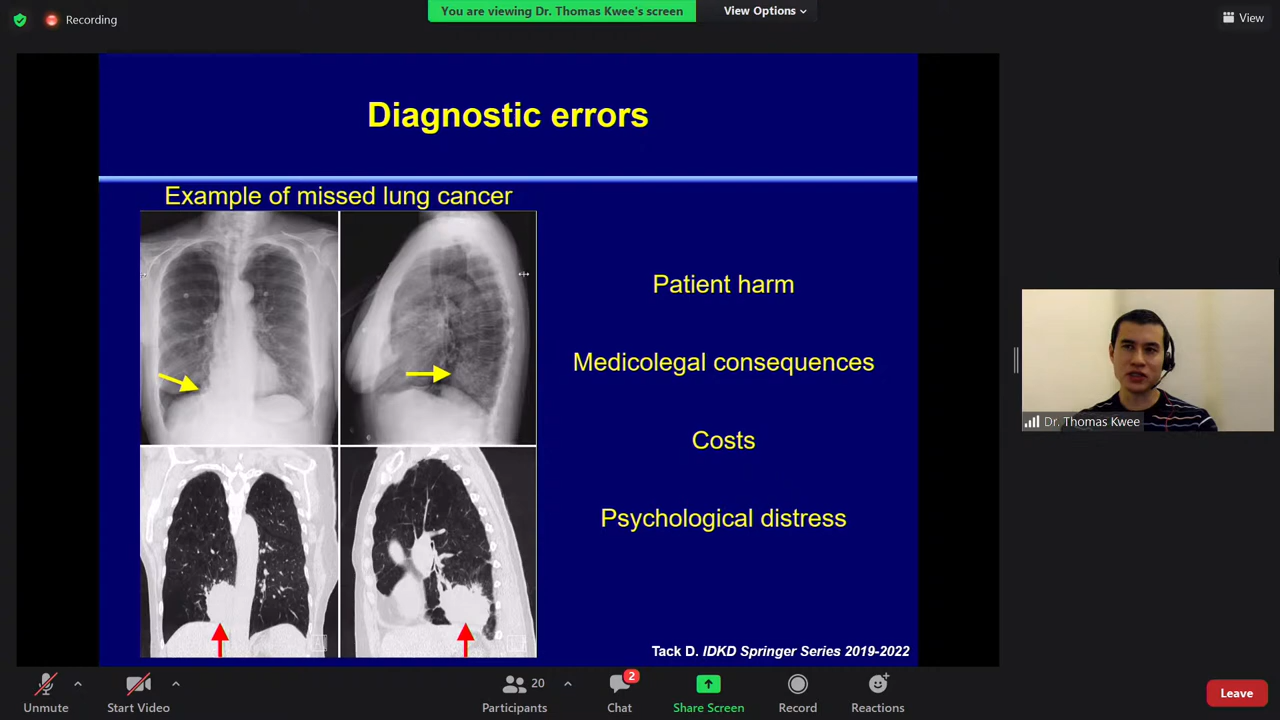 Recording
You are viewing Dr. Thomas Kwee's screen
View Options
View
Diagnostic errors
Example of missed lung cancer
Patient harm
Medicolegal consequences
Costs
Psychological distress
Tack D. IDKD Springer Series 2019-2022
Dr. Thomas Kwee
Unmute
Start Video
20
Participants
2
Chat
Share Screen
Record
Reactions
Leave